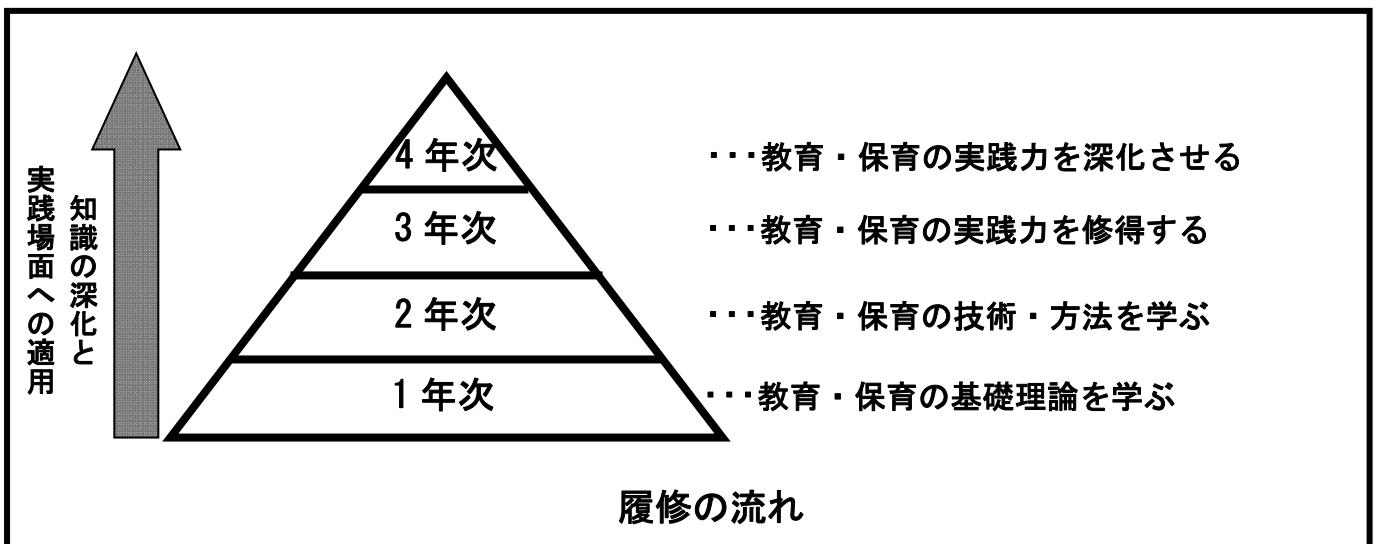 知識の深化と
実践場面への適用
4年次
・・・教育・保育の実践力を深化させる
3年次
・・・教育・保育の実践力を修得する
2年次
・・・教育・保育の技術・方法を学ぶ
1年次
・・・教育・保育の基礎理論を学ぶ
履修の流れ